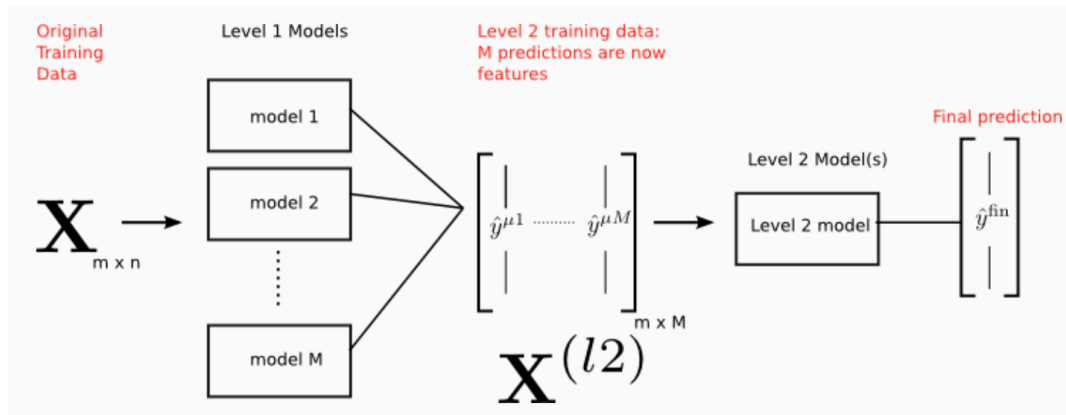 Original
Training
Data
Level 1 Models
Level 2 training data:
M predictions are now
features
model 1
model 2
model M
X
m x n
ŷ^{μ1} ......... ŷ^{μM}
m x M
X^{(l2)}
Level 2 Model(s)
Level 2 model
Final prediction
ŷ^{fin}